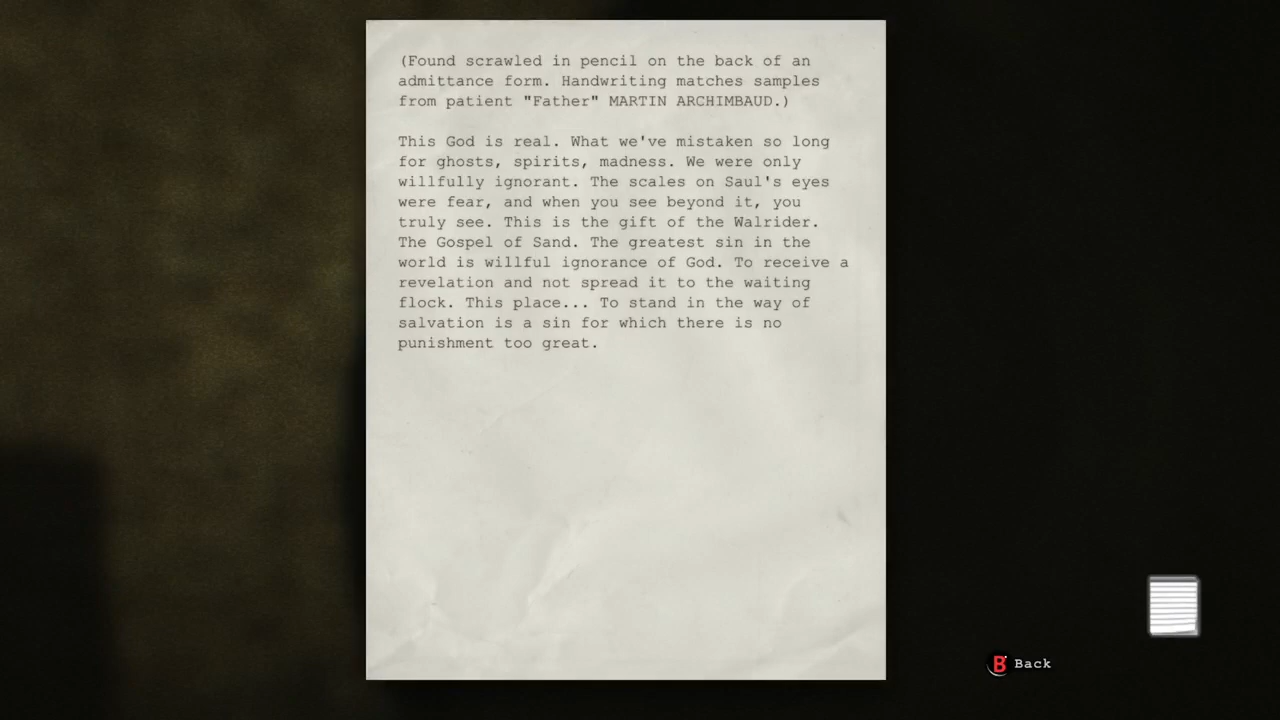 (Found scrawled in pencil on the back of an
admittance form. Handwriting matches samples
from patient "Father" MARTIN ARCHIMBAUD.)
This God is real. What we've mistaken so long
for ghosts, spirits, madness. We were only
willfully ignorant. The scales on Saul's eyes
were fear, and when you see beyond it, you
truly see. This is the gift of the Walrider.
The Gospel of Sand. The greatest sin in the
world is willful ignorance of God. To receive a
revelation and not spread it to the waiting
flock. This place... To stand in the way of
salvation is a sin for which there is no
punishment too great.
B Back